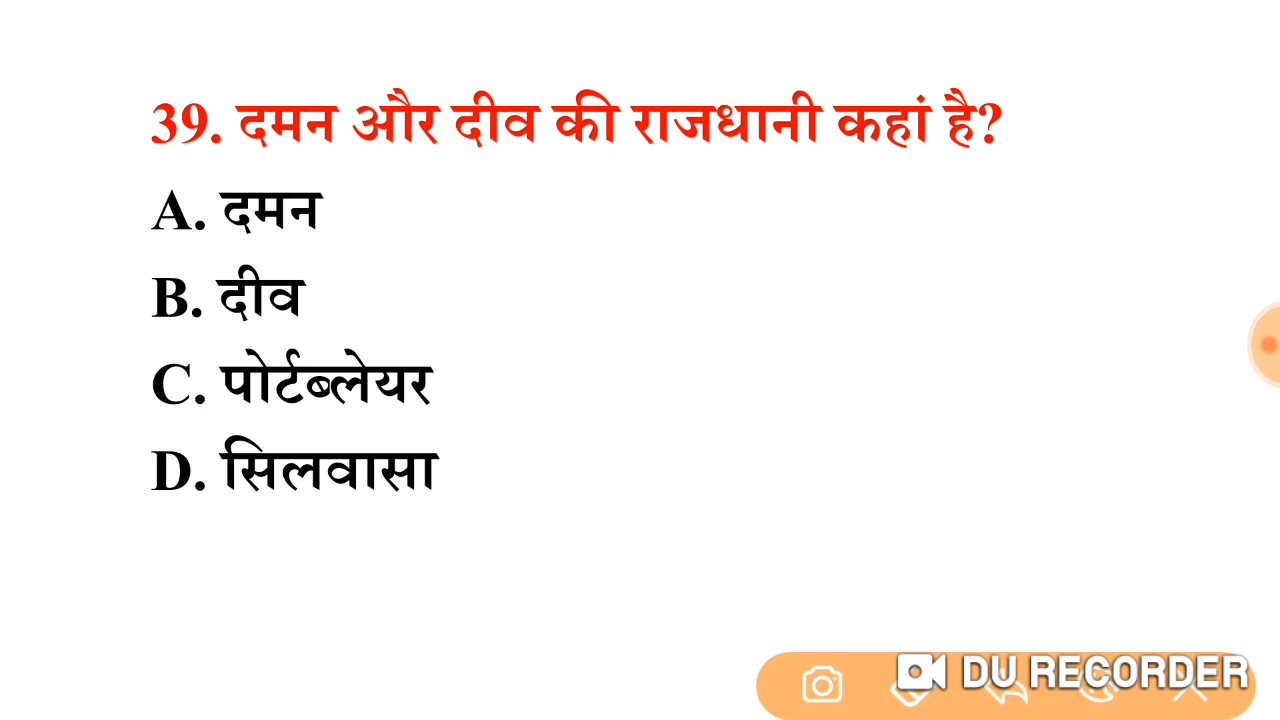 39. दमन और दीव की राजधानी कहां है?
A. दमन
B. दीव
C. पोर्टब्लेयर
D. सिलवासा
DU RECORDER